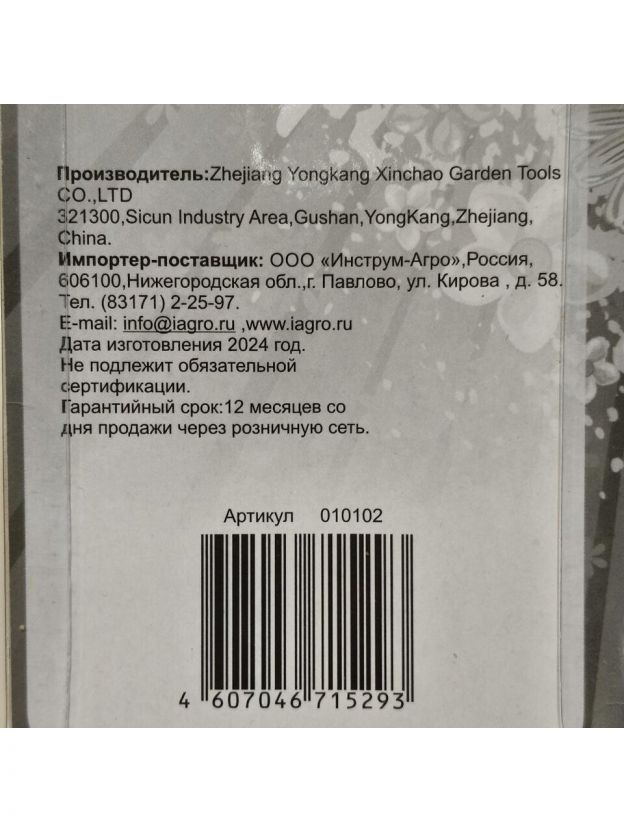 Производитель:Zhejiang Yongkang Xinchao Garden Tools
CO.,LTD
321300,Sicun Industry Area,Gushan,YongKang,Zhejiang,
China.
Импортер-поставщик: ООО «Инструм-Агро»,Россия,
606100,Нижегородская обл.,г. Павлово, ул. Кирова , д. 58.
Тел. (83171) 2-25-97.
E-mail: info@iagro.ru ,www.iagro.ru
Дата изготовления 2024 год.
Не подлежит обязательной
сертификации.
Гарантийный срок:12 месяцев со
дня продажи через розничную сеть.
Артикул 010102
4 607046 715293